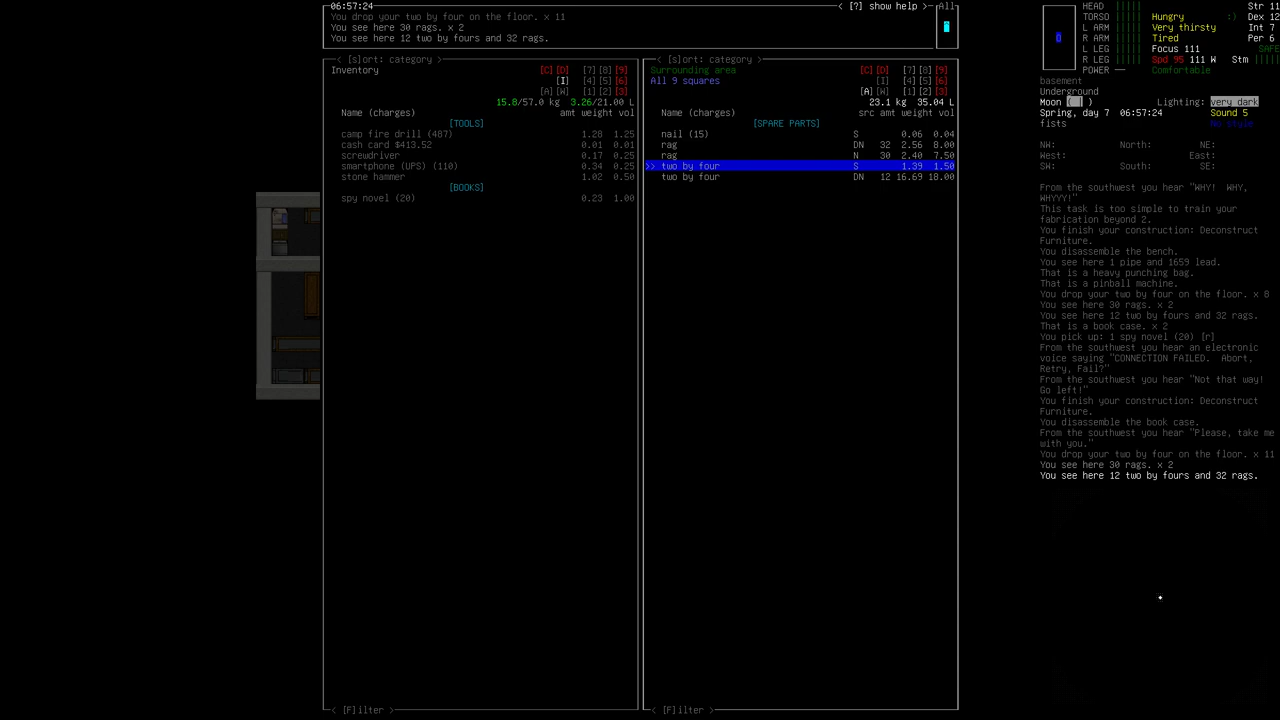 06:57:24
< [?] show help >
All
You drop your two by four on the floor. x 11
You see here 30 rags. x 2
You see here 12 two by fours and 32 rags.
< [s]ort: category >
Inventory
[C] [D] [7] [8] [9]
[I] [4] [5] [6]
[A] [W] [1] [2] [3]
15.8/57.0 kg 3.26/21.00 L
Name (charges) amt weight vol
[TOOLS]
camp fire drill (487) 1.28 1.25
cash card $413.52 0.01 0.01
screwdriver 0.17 0.25
smartphone (UPS) (110) 0.34 0.25
stone hammer 1.02 0.50
[BOOKS]
spy novel (20) 0.23 1.00
< [F]ilter >
< [s]ort: category >
Surrounding area
All 9 squares
[C] [D] [7] [8] [9]
[I] [4] [5] [6]
[A] [W] [1] [2] [3]
23.1 kg 35.04 L
Name (charges) src amt weight vol
[SPARE PARTS]
nail (15) S 0.06 0.04
rag DN 32 2.56 8.00
rag N 30 2.40 7.50
>> two by four S 1.39 1.50
two by four DN 12 16.69 18.00
< [F]ilter >
HEAD Str 11
TORSO Hungry :) Dex 12
L ARM Very thirsty Int 7
R ARM Tired Per 6
L LEG Focus 111 SAFE
R LEG Spd 95 111 W Stm
POWER — Comfortable
basement
Underground
Moon ( | ) Lighting: very dark
Spring, day 7 06:57:24 Sound 5
fists No style
NW: North: NE:
West: East:
SW: South: SE:
From the southwest you hear "WHY! WHY,
WHYYY!"
This task is too simple to train your
fabrication beyond 2.
You finish your construction: Deconstruct
Furniture.
You disassemble the bench.
You see here 1 pipe and 1659 lead.
That is a heavy punching bag.
That is a pinball machine.
You drop your two by four on the floor. x 8
You see here 30 rags. x 2
You see here 12 two by fours and 32 rags.
That is a book case. x 2
You pick up: 1 spy novel (20) [r]
From the southwest you hear an electronic
voice saying "CONNECTION FAILED. Abort,
Retry, Fail?"
From the southwest you hear "Not that way!
Go left!"
You finish your construction: Deconstruct
Furniture.
You disassemble the book case.
From the southwest you hear "Please, take me
with you."
You drop your two by four on the floor. x 11
You see here 30 rags. x 2
You see here 12 two by fours and 32 rags.